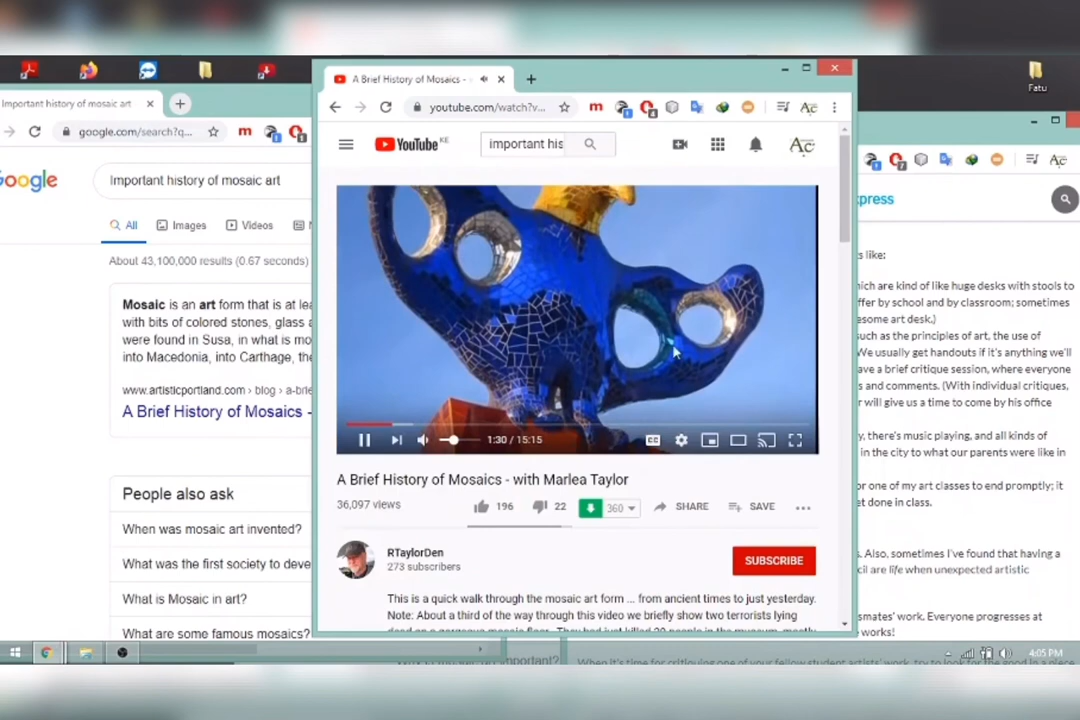 Fatu
Important history of mosaic art
google.com/search?q...
Important history of mosaic art
All
Images
Videos
About 43,100,000 results (0.67 seconds)
Mosaic is an art form that is at lea
with bits of colored stones, glass a
were found in Susa, in what is mo
into Macedonia, into Carthage, the
www.artisticportland.com › blog › a-brie
A Brief History of Mosaics -
People also ask
When was mosaic art invented?
What was the first society to deve
What is Mosaic in art?
What are some famous mosaics?
A Brief History of Mosaics -
youtube.com/watch?v...
YouTube KE
important his
1:30 / 15:15
A Brief History of Mosaics - with Marlea Taylor
36,097 views
196
22
360
SHARE
SAVE
RTaylorDen
273 subscribers
SUBSCRIBE
This is a quick walk through the mosaic art form ... from ancient times to just yesterday.
Note: About a third of the way through this video we briefly show two terrorists lying
xpress
s like:
hich are kind of like huge desks with stools to
ffer by school and by classroom; sometimes
esome art desk.)
such as the principles of art, the use of
We usually get handouts if it's anything we'll
ave a brief critique session, where everyone
s and comments. (With individual critiques,
r will give us a time to come by his office
y, there's music playing, and all kinds of
in the city to what our parents were like in
or one of my art classes to end promptly; it
et done in class.
s. Also, sometimes I've found that having a
cil are life when unexpected artistic
smates' work. Everyone progresses at
works!
4:05 PM